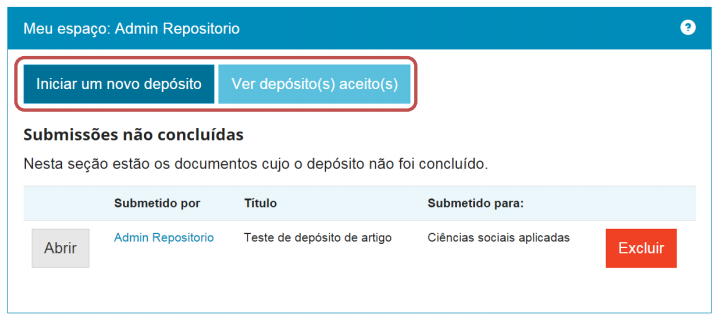 Meu espaço: Admin Repositorio ?
Iniciar um novo depósito Ver depósito(s) aceito(s)
Submissões não concluídas
Nesta seção estão os documentos cujo o depósito não foi concluído.
Submetido por Título Submetido para:
Abrir Admin Repositorio Teste de depósito de artigo Ciências sociais aplicadas Excluir